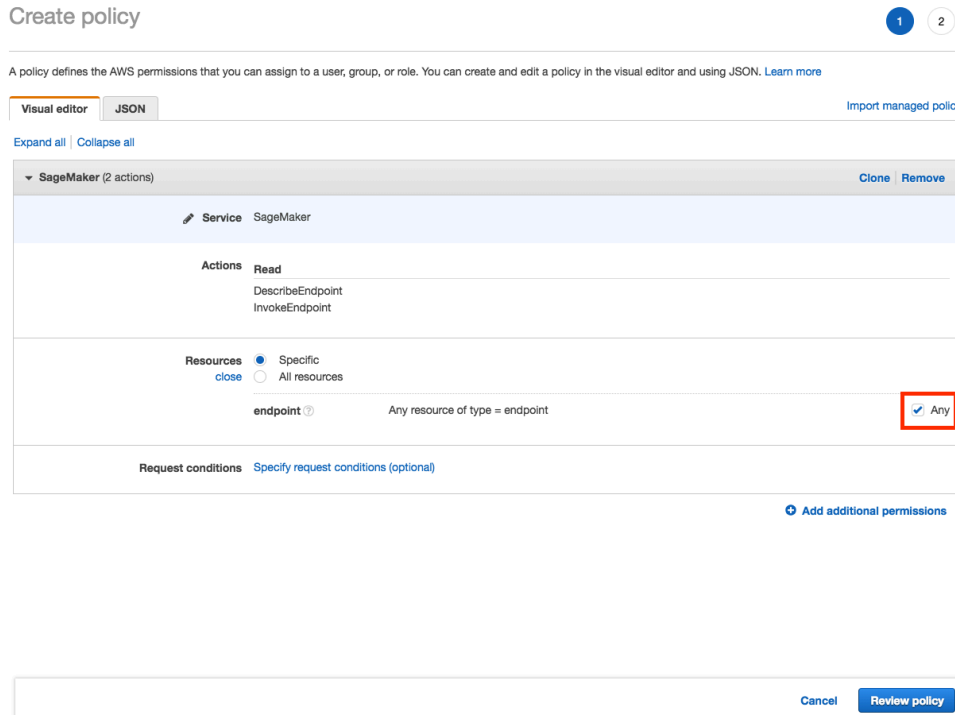 Create policy
1 2
A policy defines the AWS permissions that you can assign to a user, group, or role. You can create and edit a policy in the visual editor and using JSON. Learn more
Visual editor JSON
Import managed polic
Expand all Collapse all
SageMaker (2 actions)
Clone Remove
Service SageMaker
Actions Read
DescribeEndpoint
InvokeEndpoint
Resources Specific
close All resources
endpoint ? Any resource of type = endpoint Any
Request conditions Specify request conditions (optional)
Add additional permissions
Cancel Review policy